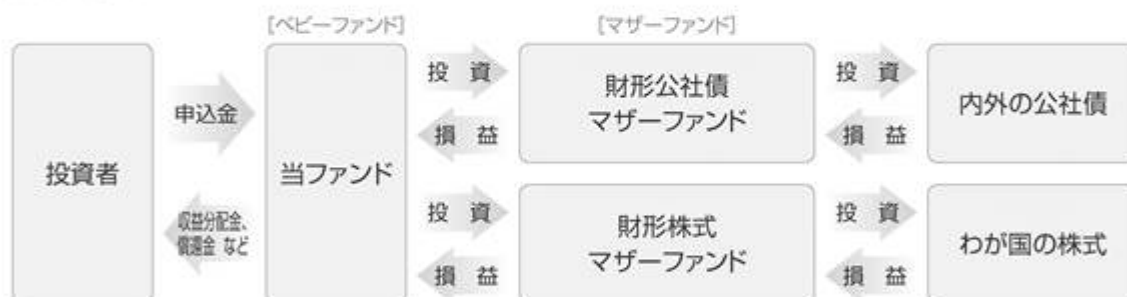 [ベビーファンド]
[マザーファンド]
投資者
申込金
収益分配金、
償還金 など
当ファンド
投 資
損 益
財形公社債
マザーファンド
投 資
損 益
内外の公社債
投 資
損 益
財形株式
マザーファンド
投 資
損 益
わが国の株式